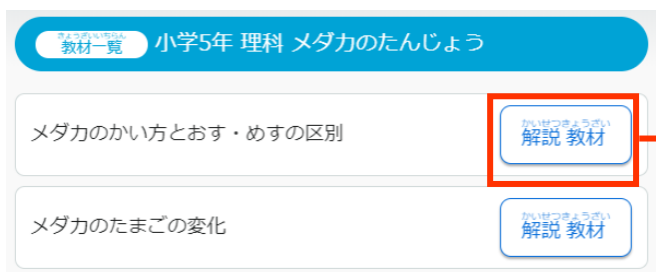 きょうざいいちらん
教材一覧 小学5年 理科 メダカのたんじょう
メダカのかい方とおす・めすの区別
かいせつきょうざい
解説 教材
メダカのたまごの変化
かいせつきょうざい
解説 教材